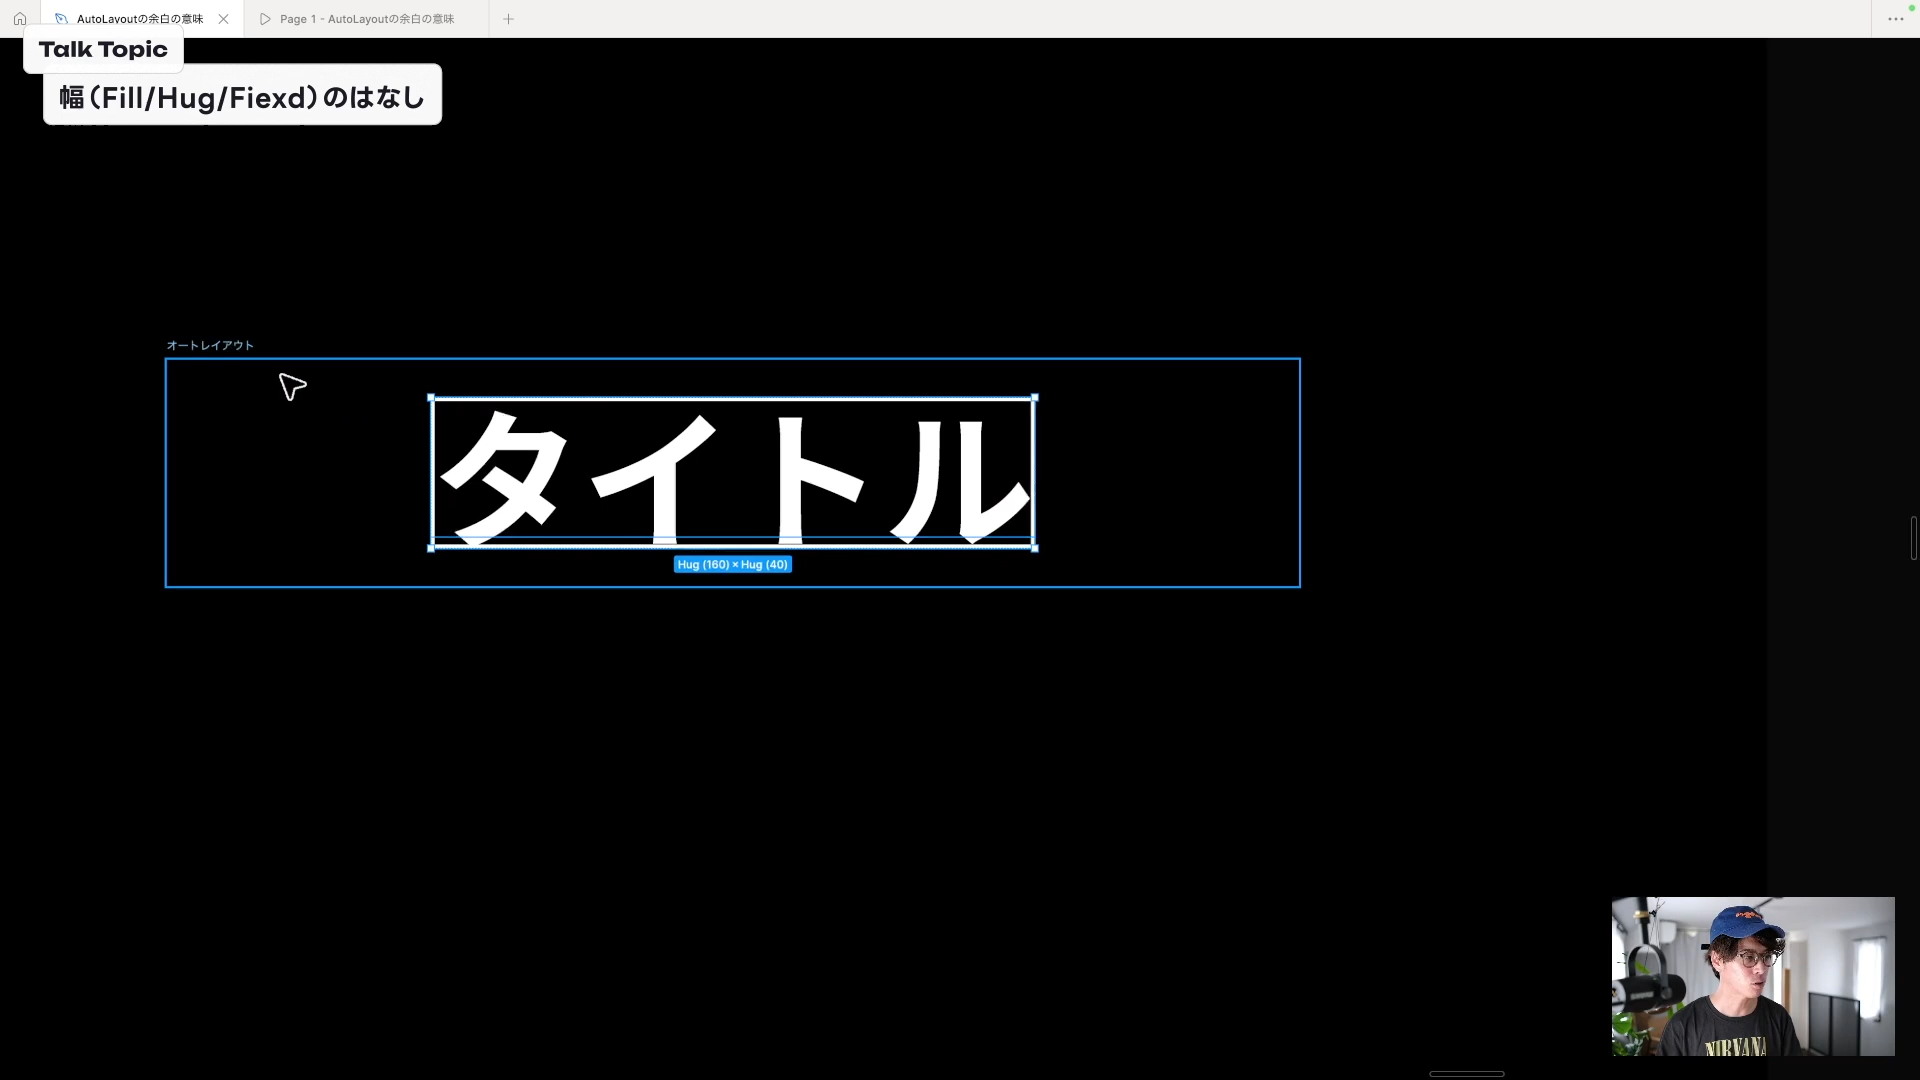 AutoLayoutの余白の意味
Page 1 - AutoLayoutの余白の意味
Talk Topic
幅(Fill/Hug/Fiexd)のはなし
オートレイアウト
タイトル
Hug (160) × Hug (40)
NIRVANA